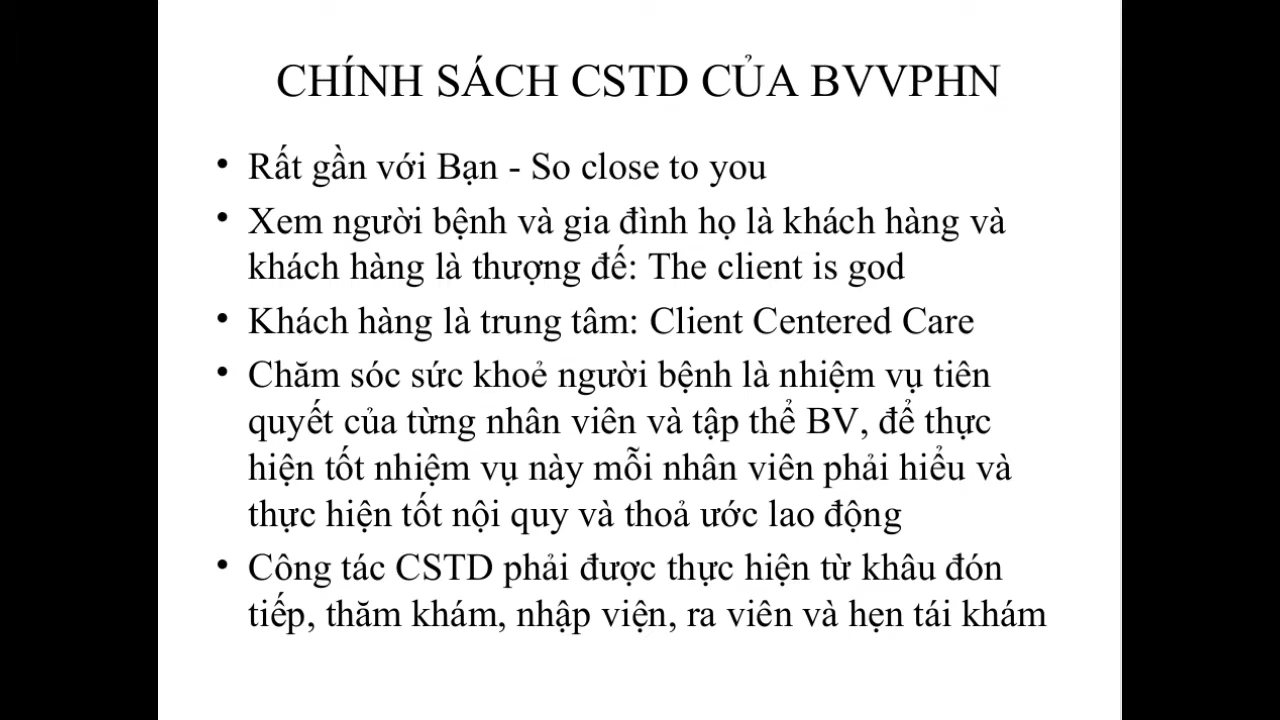 CHÍNH SÁCH CSTD CỦA BVVPHN
• Rất gần với Bạn - So close to you
• Xem người bệnh và gia đình họ là khách hàng và
khách hàng là thượng đế: The client is god
• Khách hàng là trung tâm: Client Centered Care
• Chăm sóc sức khoẻ người bệnh là nhiệm vụ tiên
quyết của từng nhân viên và tập thể BV, để thực
hiện tốt nhiệm vụ này mỗi nhân viên phải hiểu và
thực hiện tốt nội quy và thoả ước lao động
• Công tác CSTD phải được thực hiện từ khâu đón
tiếp, thăm khám, nhập viện, ra viên và hẹn tái khám